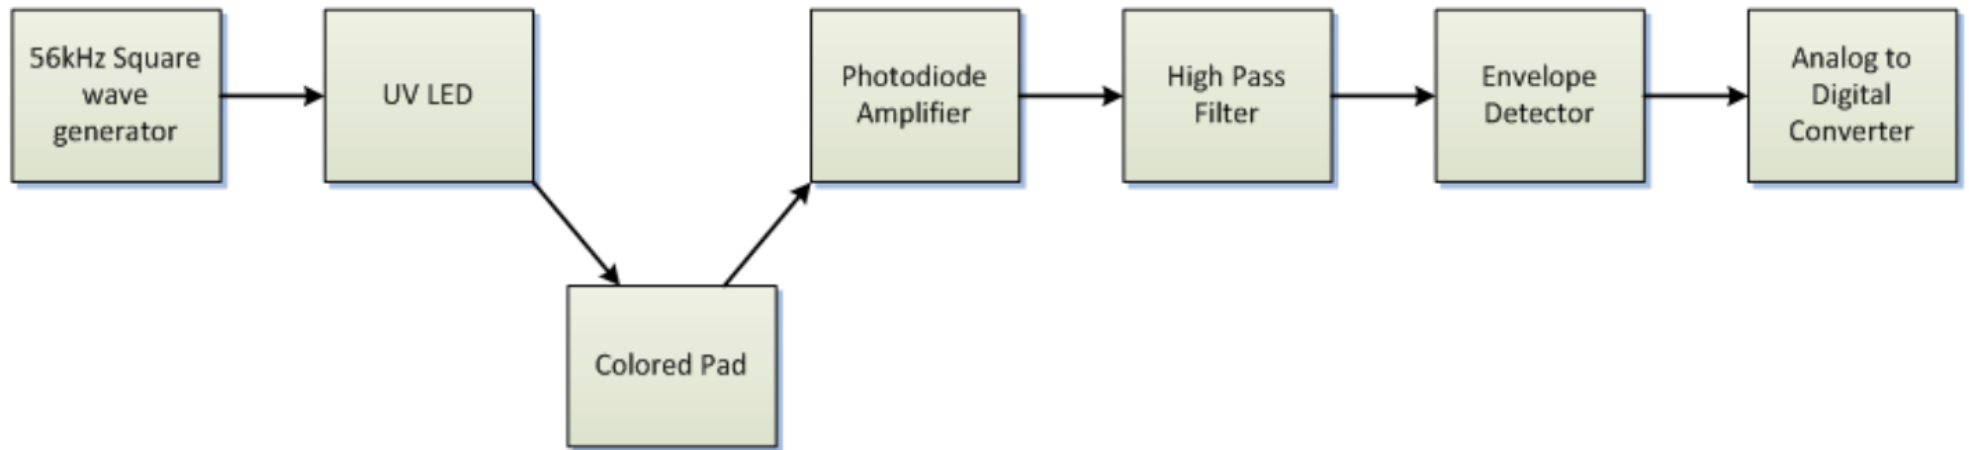 56kHz Square
wave
generator
UV LED
Photodiode
Amplifier
High Pass
Filter
Envelope
Detector
Analog to
Digital
Converter
Colored Pad